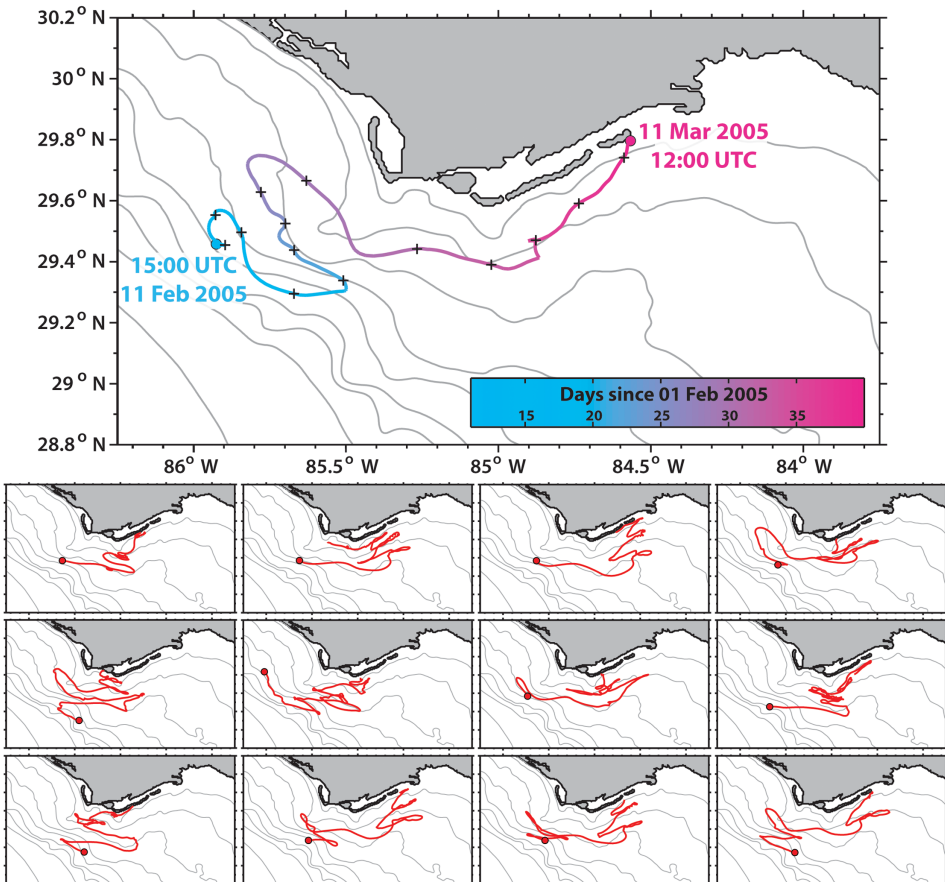 30.2° N
30° N
29.8° N
29.6° N
29.4° N
29.2° N
29° N
28.8° N
11 Mar 2005
12:00 UTC
15:00 UTC
11 Feb 2005
Days since 01 Feb 2005
15 20 25 30 35
86° W 85.5° W 85° W 84.5° W 84° W